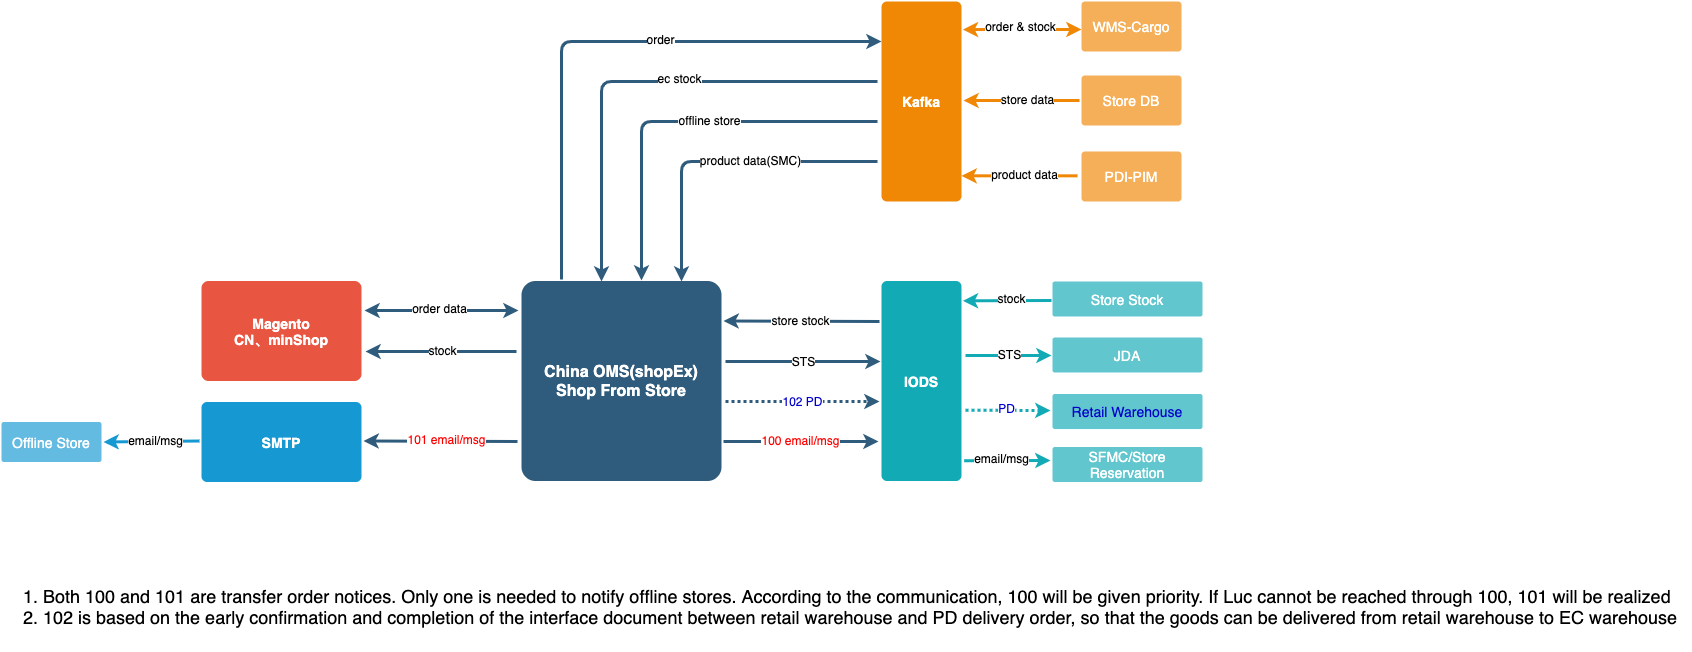 order
order & stock
WMS-Cargo
ec stock
Kafka
store data
Store DB
offline store
product data(SMC)
product data
PDI-PIM
Magento
CN、minShop
order data
stock
China OMS(shopEx)
Shop From Store
store stock
STS
102 PD
100 email/msg
IODS
stock
Store Stock
STS
JDA
PD
Retail Warehouse
email/msg
SFMC/Store
Reservation
Offline Store
email/msg
SMTP
101 email/msg
1. Both 100 and 101 are transfer order notices. Only one is needed to notify offline stores. According to the communication, 100 will be given priority. If Luc cannot be reached through 100, 101 will be realized
2. 102 is based on the early confirmation and completion of the interface document between retail warehouse and PD delivery order, so that the goods can be delivered from retail warehouse to EC warehouse